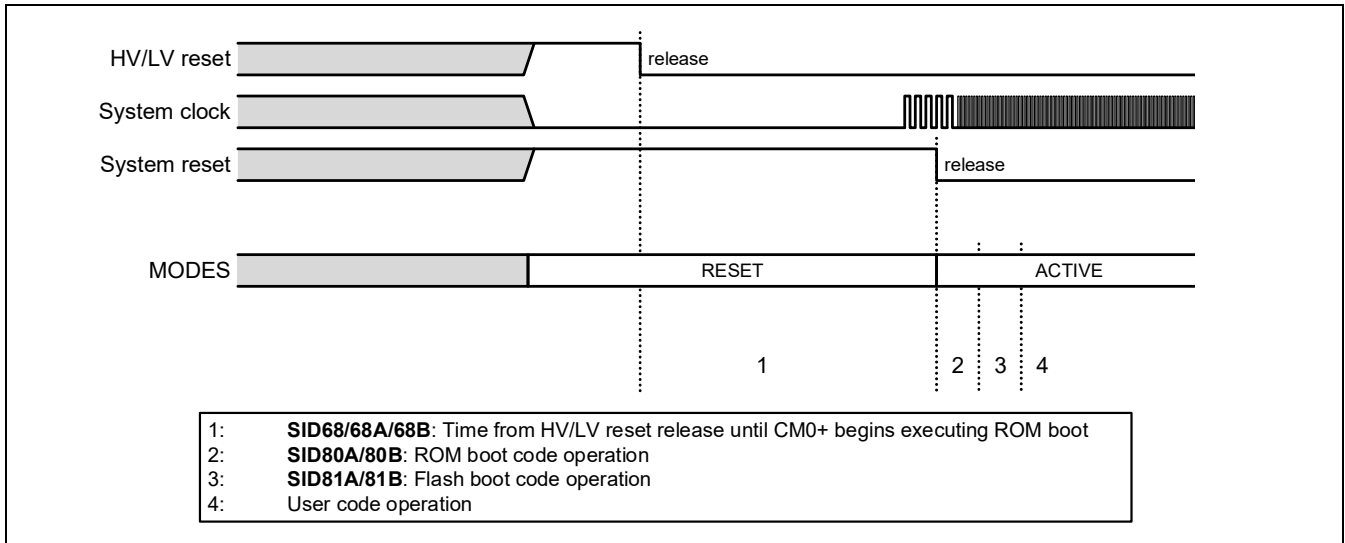 HV/LV reset
release
System clock
System reset
release
MODES
RESET
ACTIVE
1
2
3
4
1: SID68/68A/68B: Time from HV/LV reset release until CM0+ begins executing ROM boot
2: SID80A/80B: ROM boot code operation
3: SID81A/81B: Flash boot code operation
4: User code operation